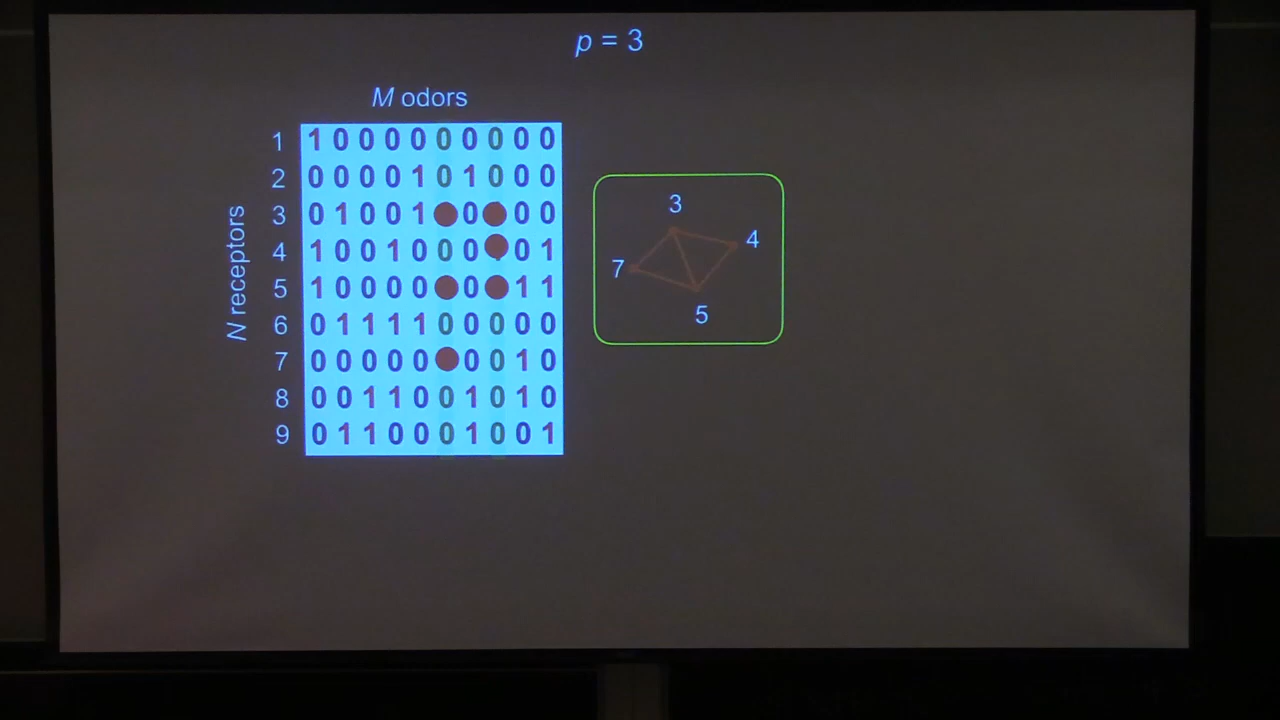 p = 3
M odors
N receptors
1 1 0 0 0 0 0 0 0 0 0
2 0 0 0 0 1 0 1 0 0 0
3 0 1 0 0 1 0 0 0
4 1 0 0 1 0 0 0 0 1
5 1 0 0 0 0 0 1 1
6 0 1 1 1 1 0 0 0 0 0
7 0 0 0 0 0 0 0 1 0
8 0 0 1 1 0 0 1 0 1 0
9 0 1 1 0 0 0 1 0 0 1
3
4
7
5